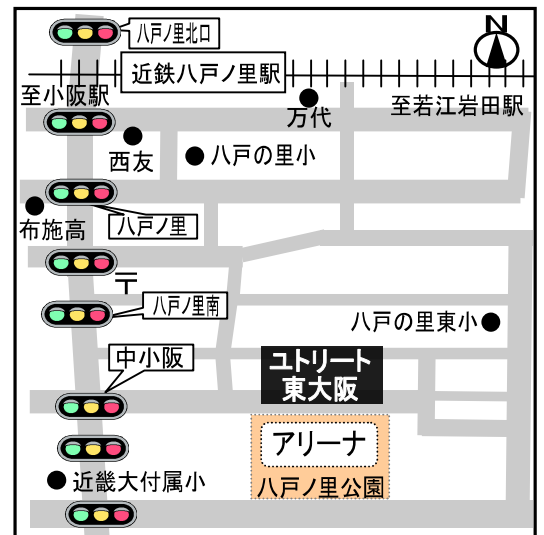 八戸ノ里北口
N
近鉄八戸ノ里駅
至小阪駅
万代
至若江岩田駅
西友
八戸の里小
布施高
八戸ノ里
〒
八戸ノ里南
八戸の里東小
中小阪
ユトリート
東大阪
アリーナ
八戸ノ里公園
近畿大付属小